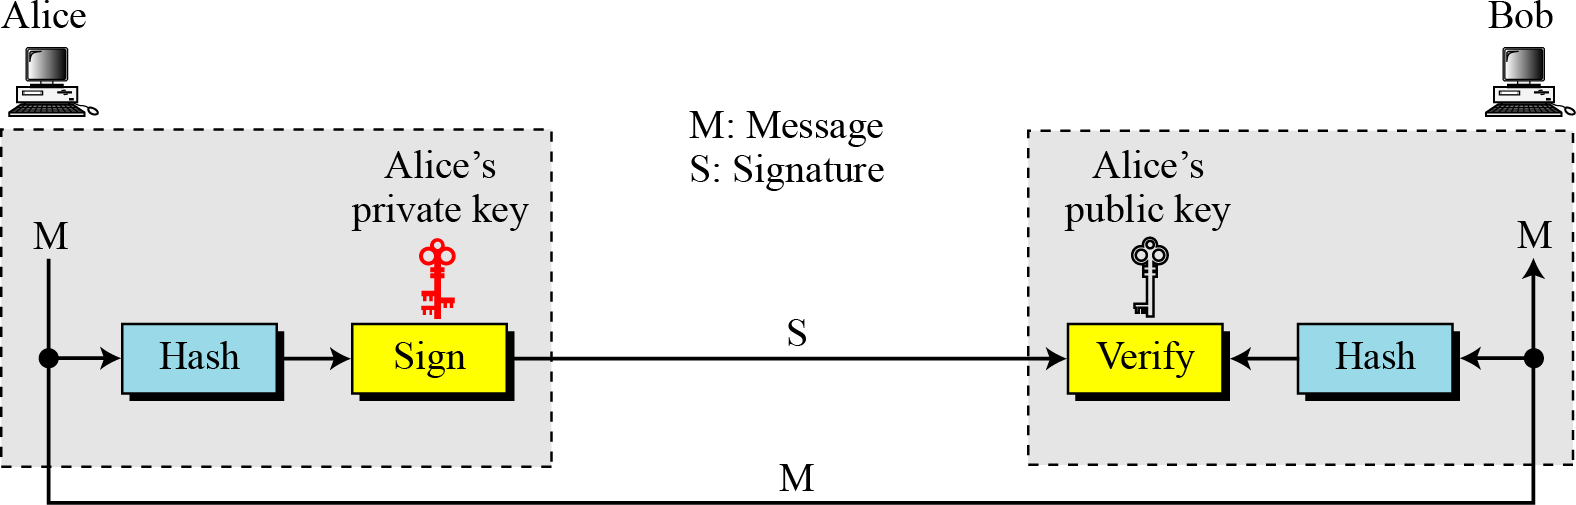 Alice
Bob
M: Message
S: Signature
Alice’s
private key
Alice’s
public key
M
M
Hash
Sign
S
Verify
Hash
M